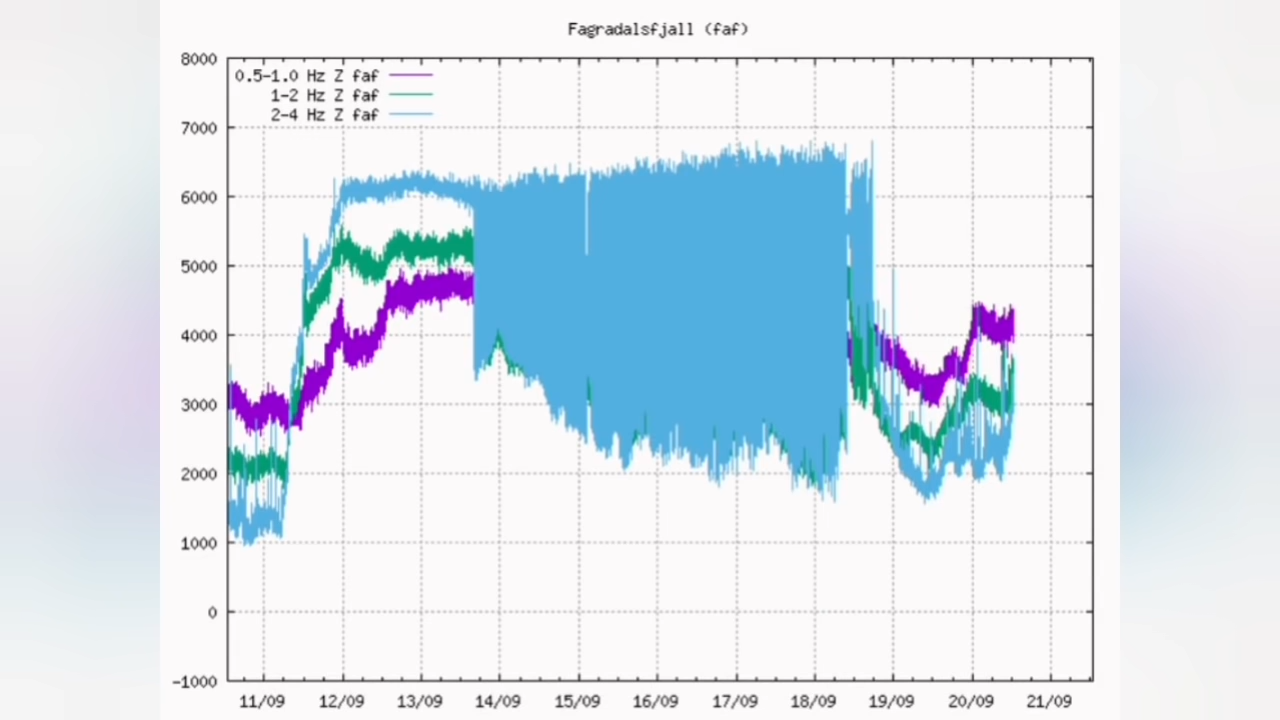 Fagradalsfjall (faf)
8000
7000
6000
5000
4000
3000
2000
1000
0
-1000
0.5-1.0 Hz Z faf
1-2 Hz Z faf
2-4 Hz Z faf
11/09 12/09 13/09 14/09 15/09 16/09 17/09 18/09 19/09 20/09 21/09